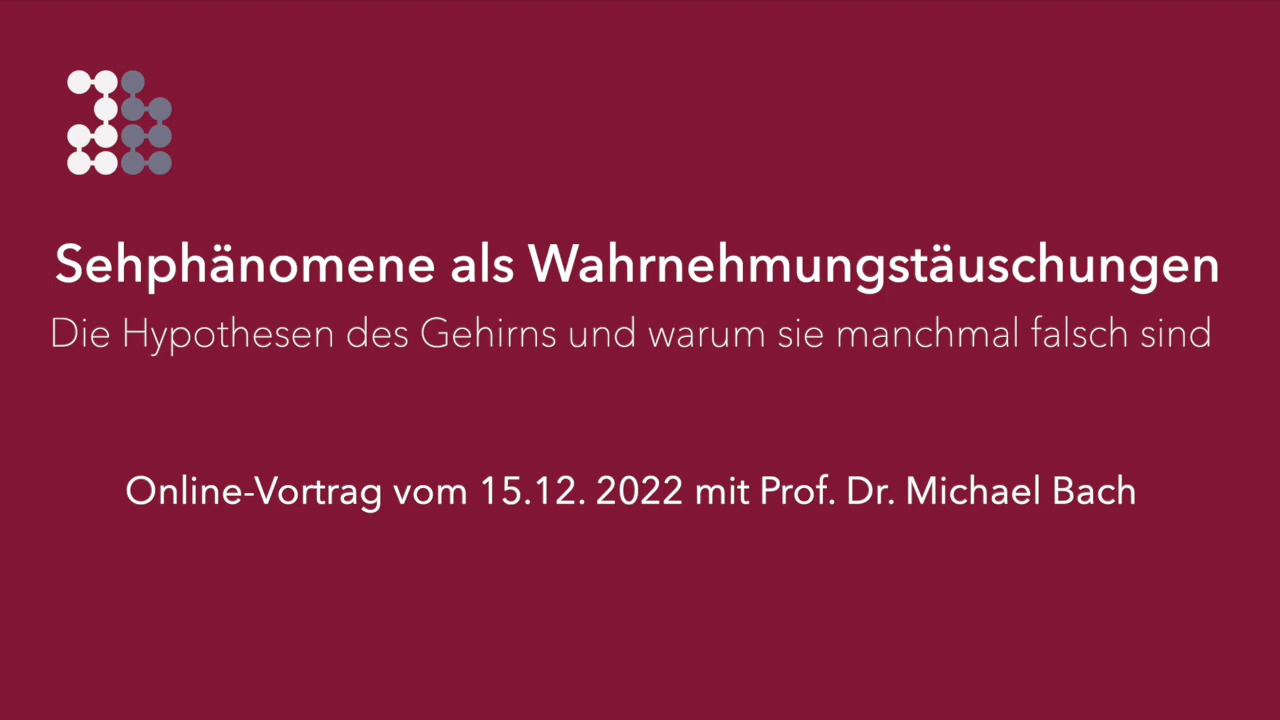 Sehphänomene als Wahrnehmungstäuschungen
Die Hypothesen des Gehirns und warum sie manchmal falsch sind
Online-Vortrag vom 15.12. 2022 mit Prof. Dr. Michael Bach